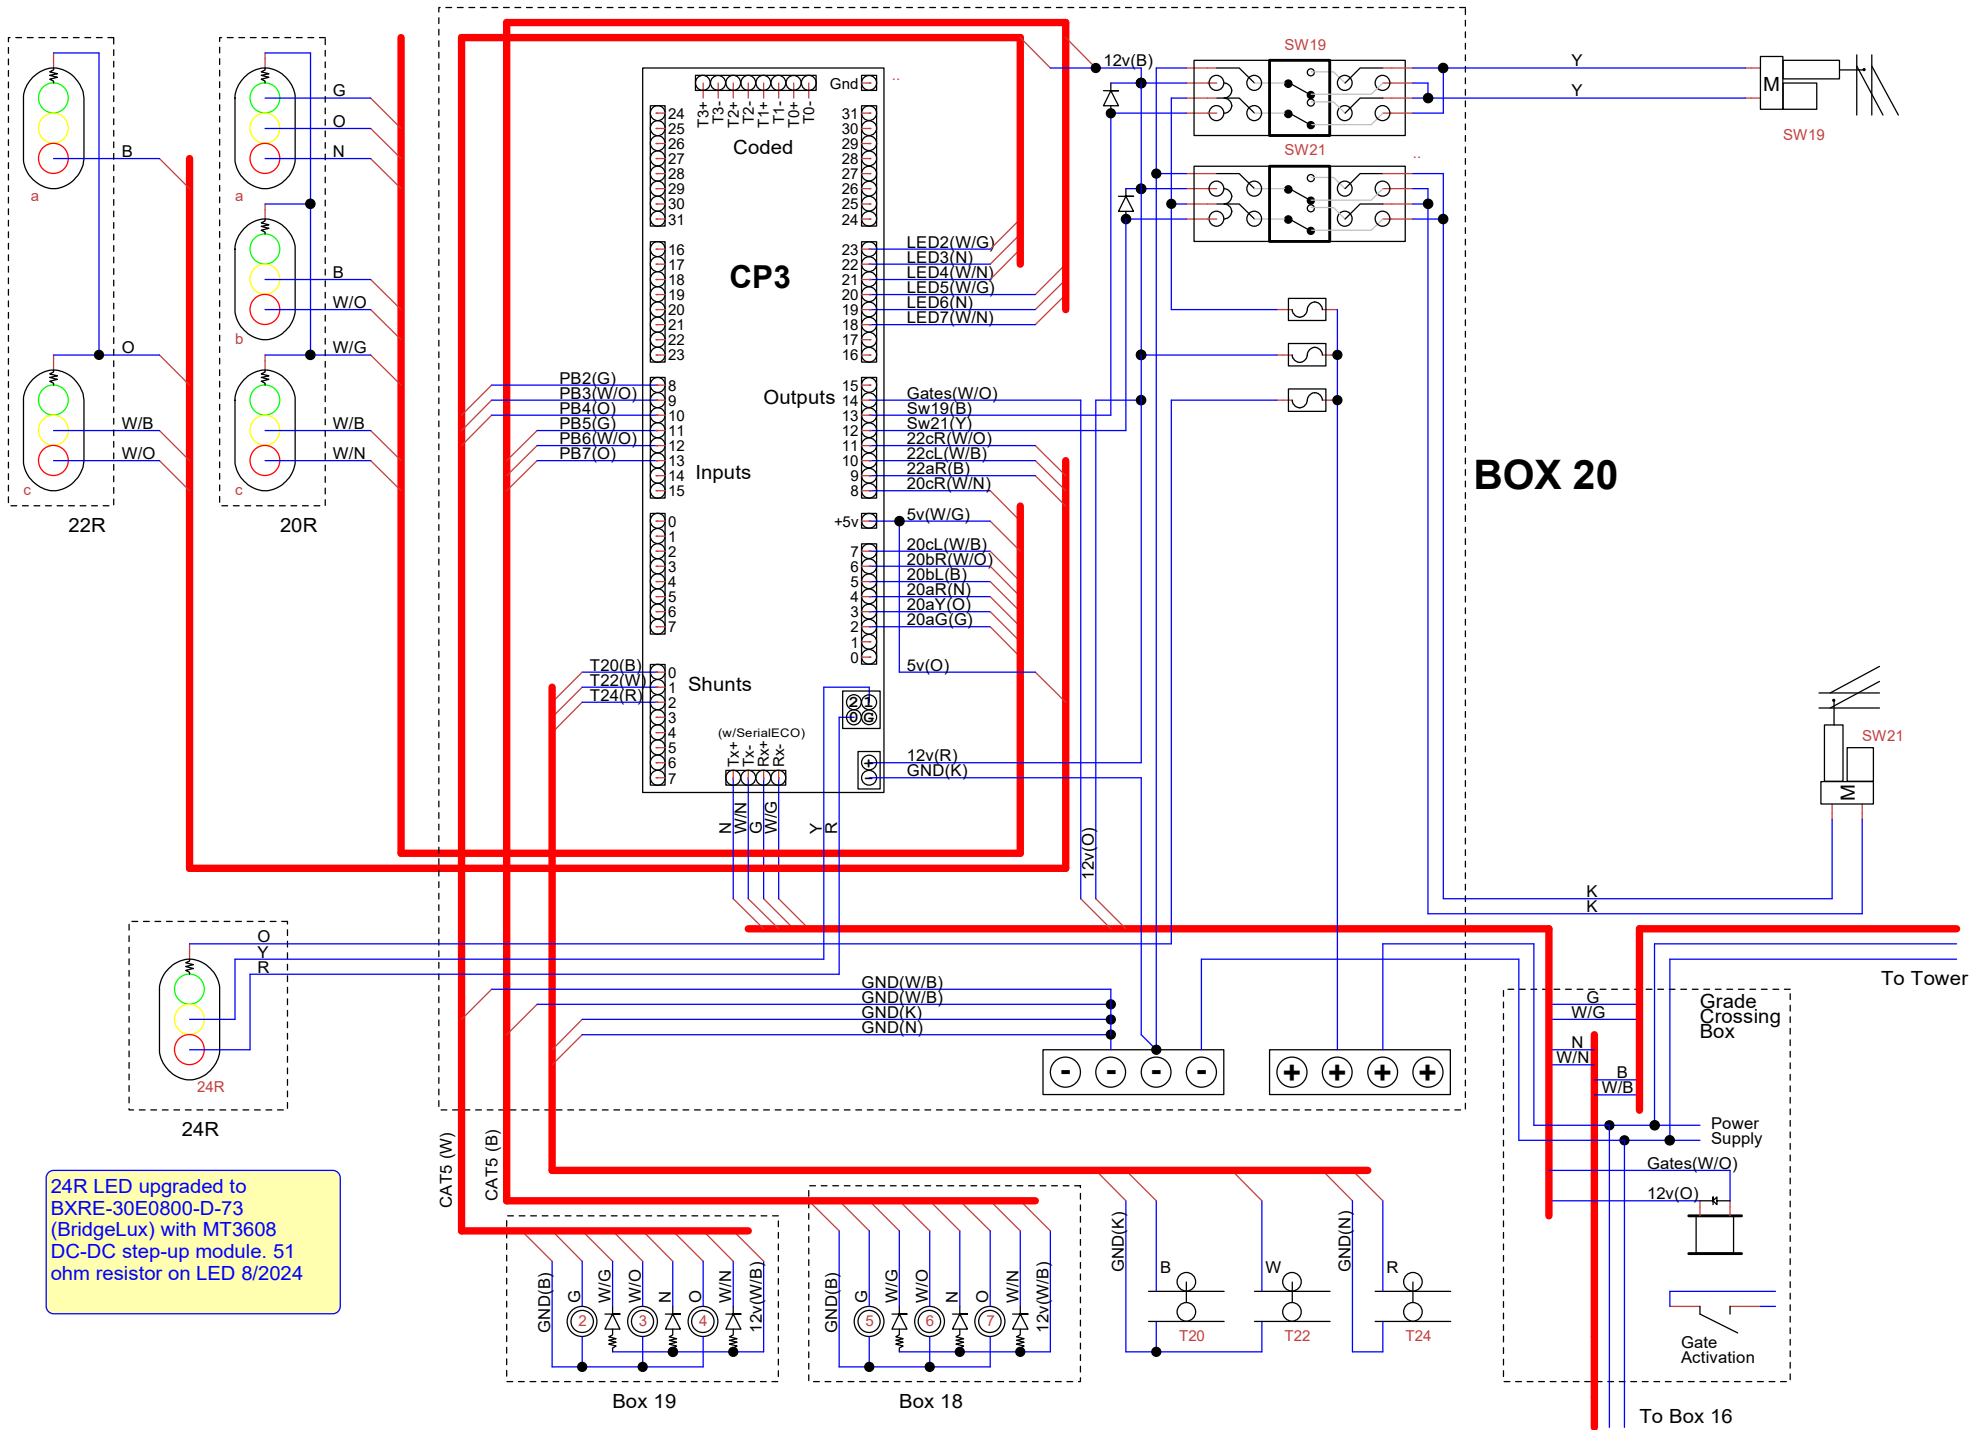 SW19
12v(B)
Gnd
Y
Y
M
SW19
G
O
N
a
B
a
T3+
T3-
T2+
T2-
T1+
T1-
T0+
T0-
Coded
24
25
26
27
28
29
30
31
31
30
29
28
27
26
25
24
SW21
16
17
18
19
20
21
22
23
CP3
23
22
21
20
19
18
17
16
LED2(W/G)
LED3(N)
LED4(W/N)
LED5(W/G)
LED6(N)
LED7(W/N)
B
W/O
b
W/G
O
W/B
W/N
c
W/B
W/O
c
22R
20R
PB2(G)
PB3(W/O)
PB4(O)
PB5(G)
PB6(W/O)
PB7(O)
8
9
10
11
12
13
14
15
Inputs
Outputs
15
14
13
12
11
10
9
8
Gates(W/O)
Sw19(B)
Sw21(Y)
22cR(W/O)
22cL(W/B)
22aR(B)
20cR(W/N)
BOX 20
+5v
5v(W/G)
0
1
2
3
4
5
6
7
7
6
5
4
3
2
1
0
20cL(W/B)
20bR(W/O)
20bL(B)
20aR(N)
20aY(O)
20aG(G)
5v(O)
T20(B)
T22(W)
T24(R)
0
1
2
3
4
5
6
7
Shunts
2
1
0
G
(w/SerialECO)
Tx+
Tx-
Rx+
Rx-
+
-
12v(R)
GND(K)
N
W/N
G
W/G
Y
R
12v(O)
SW21
M
K
K
O
Y
R
24R
24R
GND(W/B)
GND(W/B)
GND(K)
GND(N)
- - - -
+ + + +
To Tower
G
W/G
N
W/N
B
W/B
Grade
Crossing
Box
Power
Supply
Gates(W/O)
12v(O)
Gate
Activation
To Box 16
CAT5 (W)
CAT5 (B)
24R LED upgraded to
BXRE-30E0800-D-73
(BridgeLux) with MT3608
DC-DC step-up module. 51
ohm resistor on LED 8/2024
GND(B)
G
W/G
W/O
N
O
W/N
12v(W/B)
2
3
4
Box 19
GND(B)
G
W/G
W/O
N
O
W/N
12v(W/B)
5
6
7
Box 18
GND(K)
B
T20
W
T22
GND(N)
R
T24